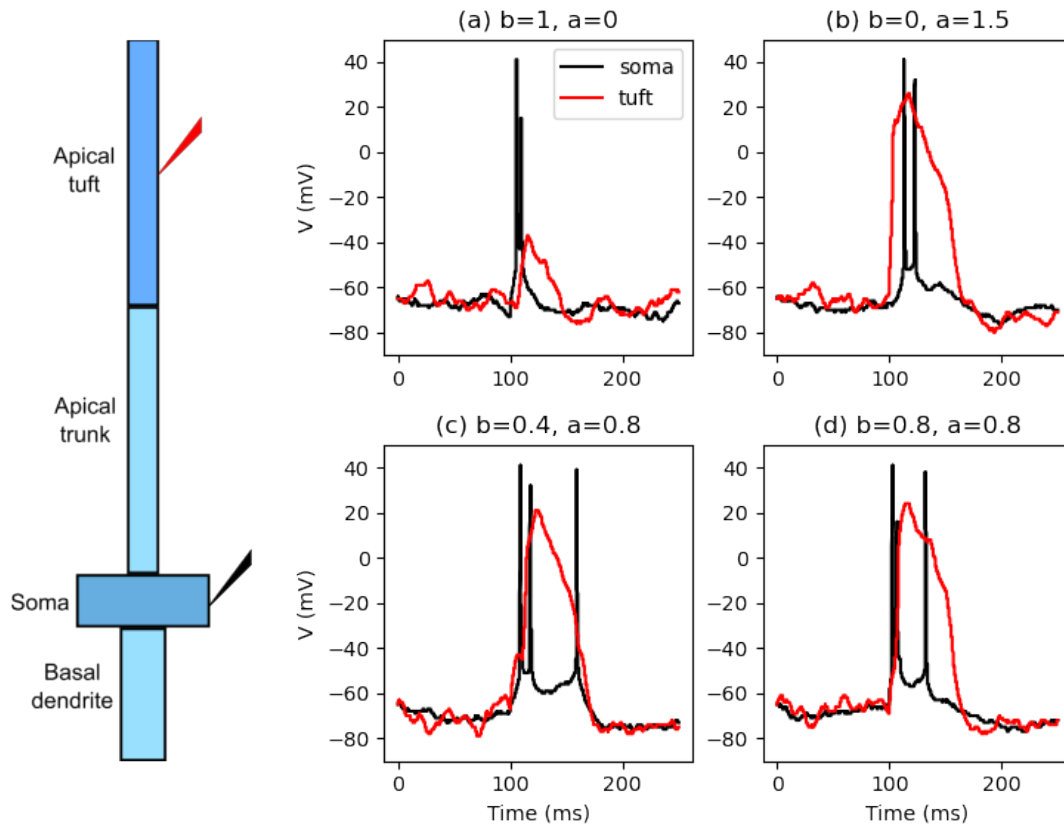 Apical
tuft
Apical
trunk
Soma
Basal
dendrite
(a) b=1, a=0
soma
tuft
V (mV)
40
20
0
−20
−40
−60
−80
0 100 200
(b) b=0, a=1.5
40
20
0
−20
−40
−60
−80
0 100 200
(c) b=0.4, a=0.8
V (mV)
40
20
0
−20
−40
−60
−80
0 100 200
Time (ms)
(d) b=0.8, a=0.8
40
20
0
−20
−40
−60
−80
0 100 200
Time (ms)